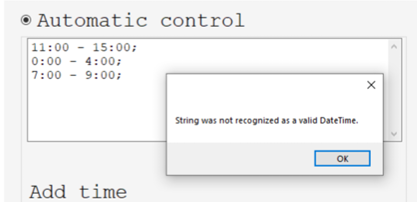 Automatic control
11:00 - 15:00;
0:00 - 4:00;
7:00 - 9:00;
String was not recognized as a valid DateTime.
OK
Add time